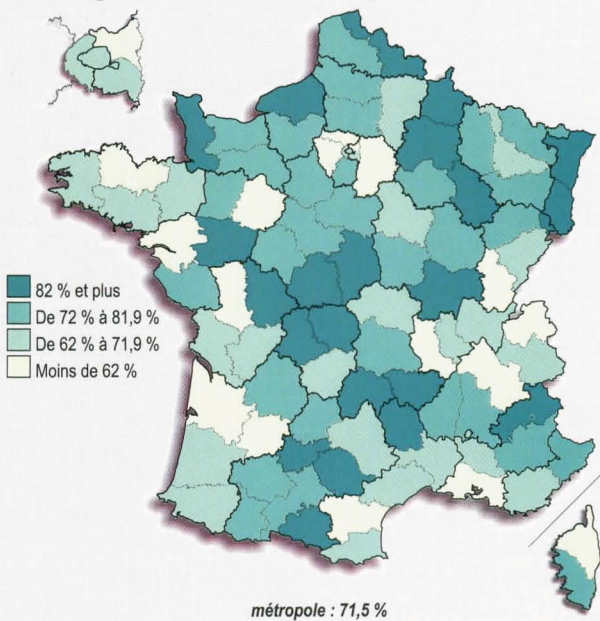 82 % et plus
De 72 % à 81,9 %
De 62 % à 71,9 %
Moins de 62 %
métropole : 71,5 %